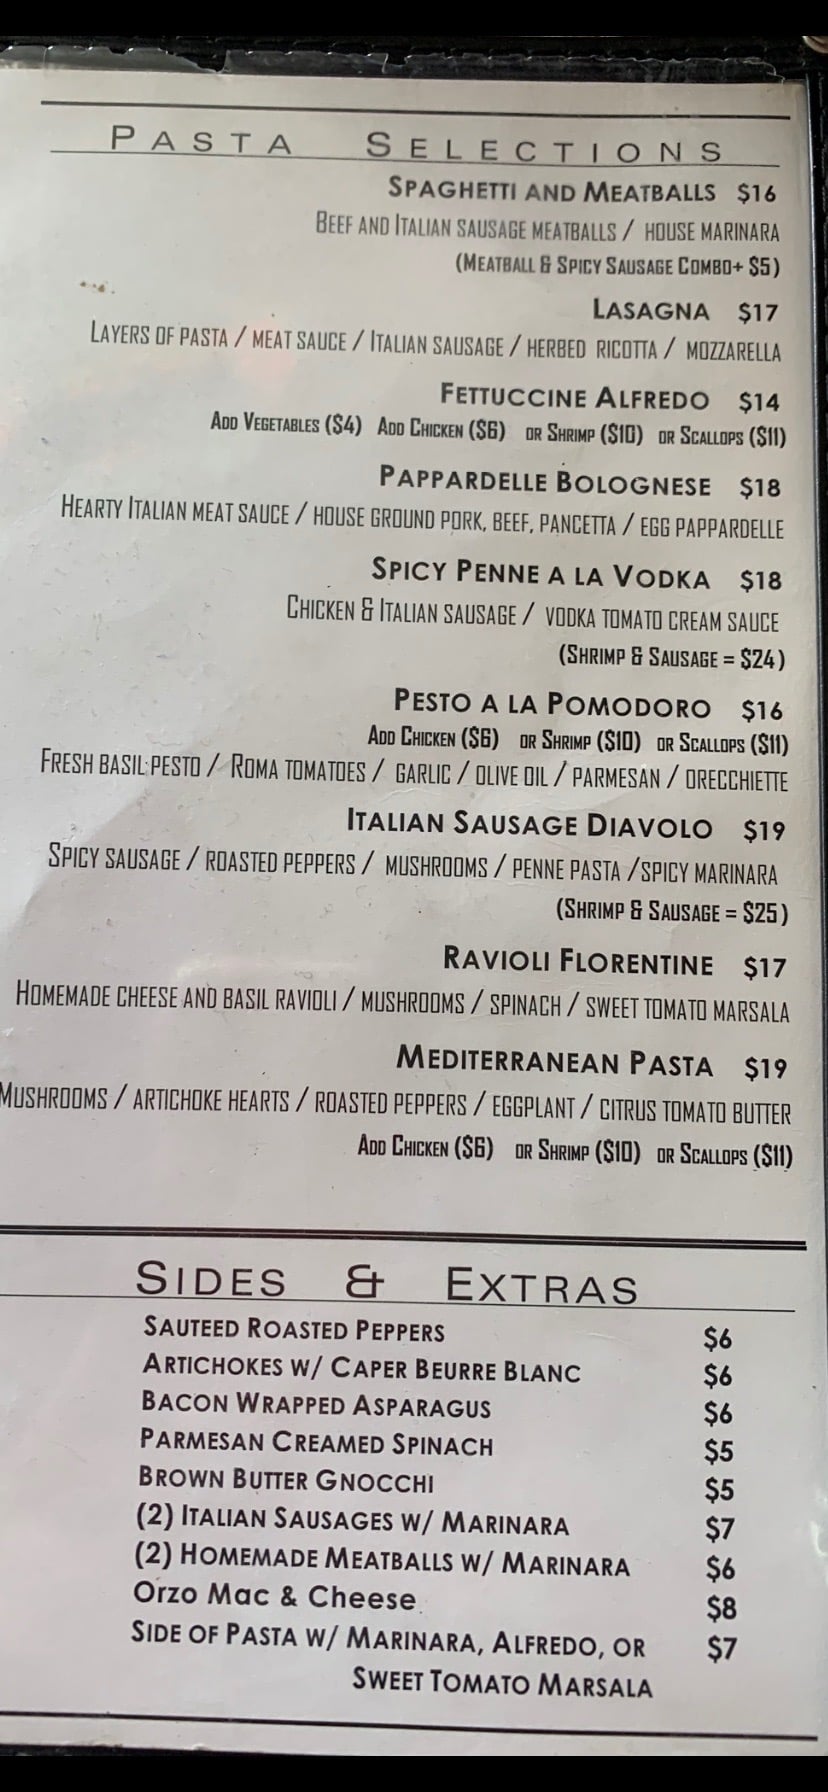 PASTA SELECTIONS
SPAGHETTI AND MEATBALLS $16
BEEF AND ITALIAN SAUSAGE MEATBALLS / HOUSE MARINARA
(MEATBALL & SPICY SAUSAGE COMBO+ $5)
LASAGNA $17
LAYERS OF PASTA / MEAT SAUCE / ITALIAN SAUSAGE / HERBED RICOTTA / MOZZARELLA
FETTUCCINE ALFREDO $14
ADD VEGETABLES ($4) ADD CHICKEN ($6) OR SHRIMP ($10) OR SCALLOPS ($11)
PAPPARDELLE BOLOGNESE $18
HEARTY ITALIAN MEAT SAUCE / HOUSE GROUND PORK, BEEF, PANCETTA / EGG PAPPARDELLE
SPICY PENNE A LA VODKA $18
CHICKEN & ITALIAN SAUSAGE / VODKA TOMATO CREAM SAUCE
(SHRIMP & SAUSAGE = $24)
PESTO A LA POMODORO $16
ADD CHICKEN ($6) OR SHRIMP ($10) OR SCALLOPS ($11)
FRESH BASIL PESTO / ROMA TOMATOES / GARLIC / OLIVE OIL / PARMESAN / ORECCHIETTE
ITALIAN SAUSAGE DIAVOLO $19
SPICY SAUSAGE / ROASTED PEPPERS / MUSHROOMS / PENNE PASTA /SPICY MARINARA
(SHRIMP & SAUSAGE = $25)
RAVIOLI FLORENTINE $17
HOMEMADE CHEESE AND BASIL RAVIOLI / MUSHROOMS / SPINACH / SWEET TOMATO MARSALA
MEDITERRANEAN PASTA $19
MUSHROOMS / ARTICHOKE HEARTS / ROASTED PEPPERS / EGGPLANT / CITRUS TOMATO BUTTER
ADD CHICKEN ($6) OR SHRIMP ($10) OR SCALLOPS ($11)
SIDES & EXTRAS
SAUTEED ROASTED PEPPERS $6
ARTICHOKES W/ CAPER BEURRE BLANC $6
BACON WRAPPED ASPARAGUS $6
PARMESAN CREAMED SPINACH $5
BROWN BUTTER GNOCCHI $5
(2) ITALIAN SAUSAGES W/ MARINARA $7
(2) HOMEMADE MEATBALLS W/ MARINARA $6
Orzo Mac & Cheese $8
SIDE OF PASTA W/ MARINARA, ALFREDO, OR $7
SWEET TOMATO MARSALA